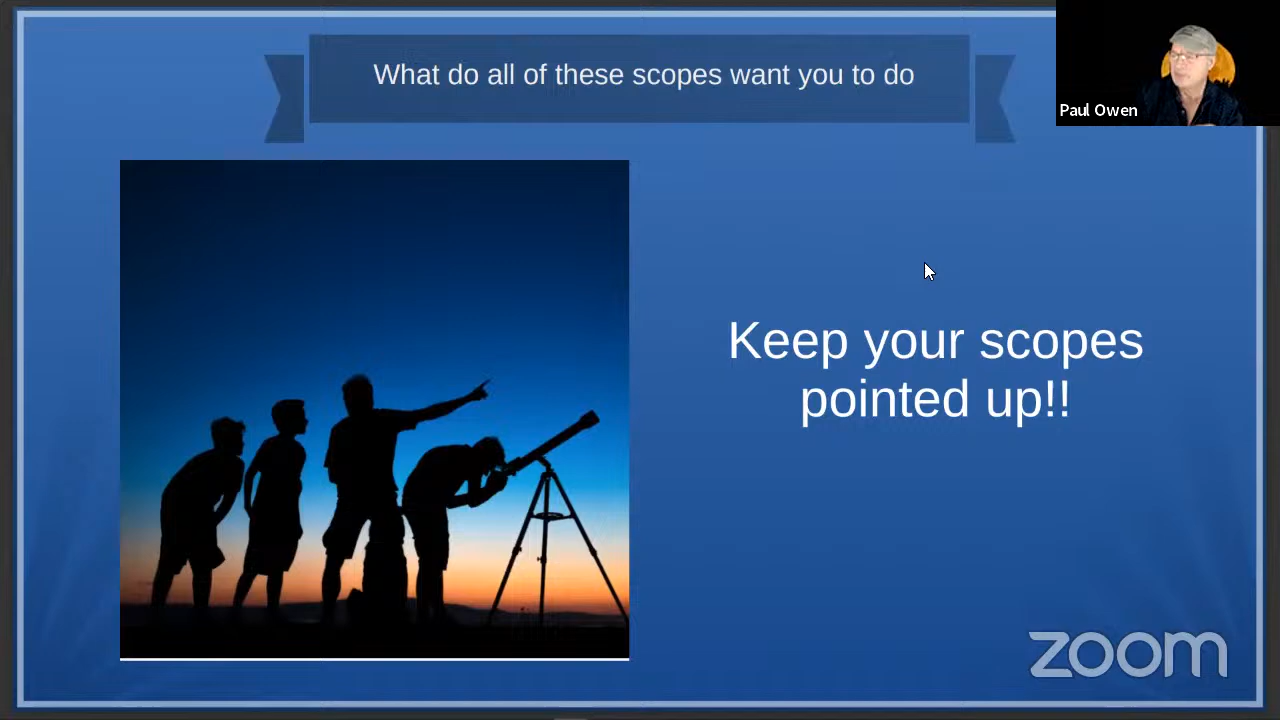 What do all of these scopes want you to do
Paul Owen
Keep your scopes
pointed up!!
zoom